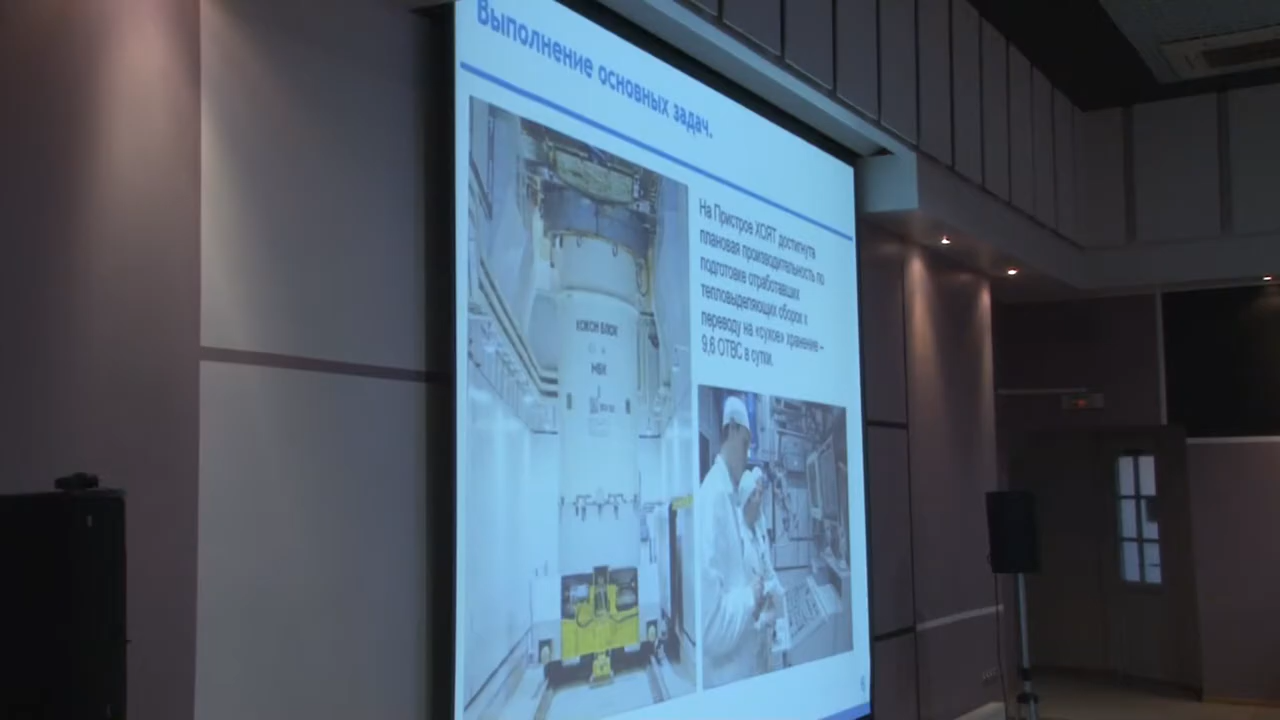 Выполнение основных задач.
На Пристрое ХОЯТ достигнута
плановая производительность по
подготовке отработавших
тепловыделяющих сборок к
переводу на «сухое» хранение –
9,6 ОТВС в сутки.
МБК